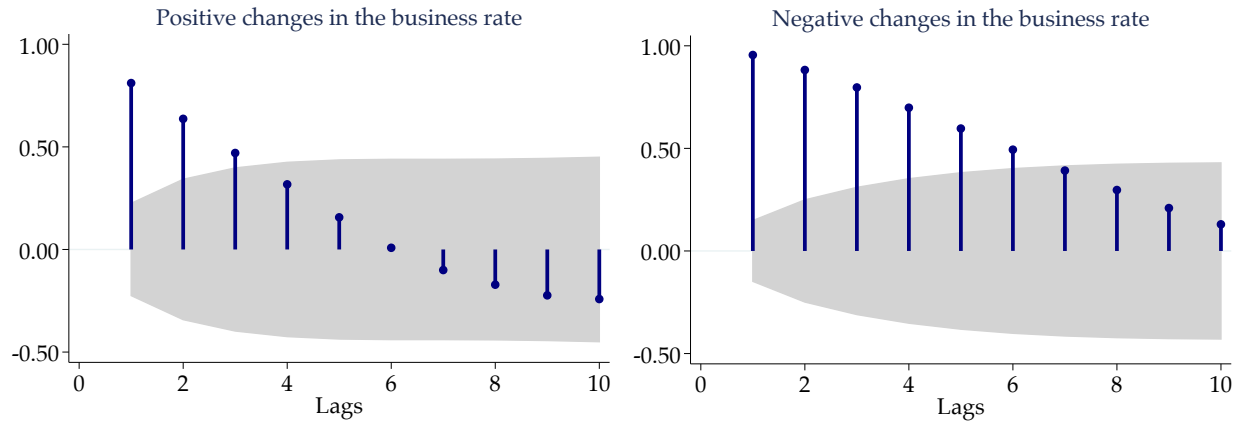 Positive changes in the business rate
1.00
0.50
0.00
-0.50
0 2 4 6 8 10
Lags
Negative changes in the business rate
1.00
0.50
0.00
-0.50
0 2 4 6 8 10
Lags